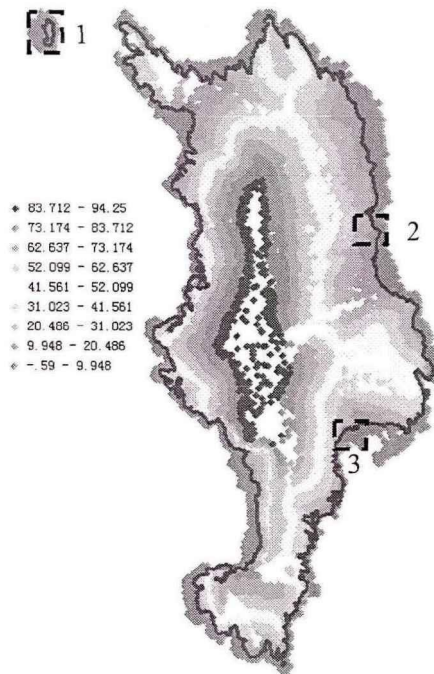 1
83.712 - 94.25
73.174 - 83.712
2
62.637 - 73.174
52.099 - 62.637
41.561 - 52.099
31.023 - 41.561
20.486 - 31.023
9.948 - 20.486
-.59 - 9.948
3